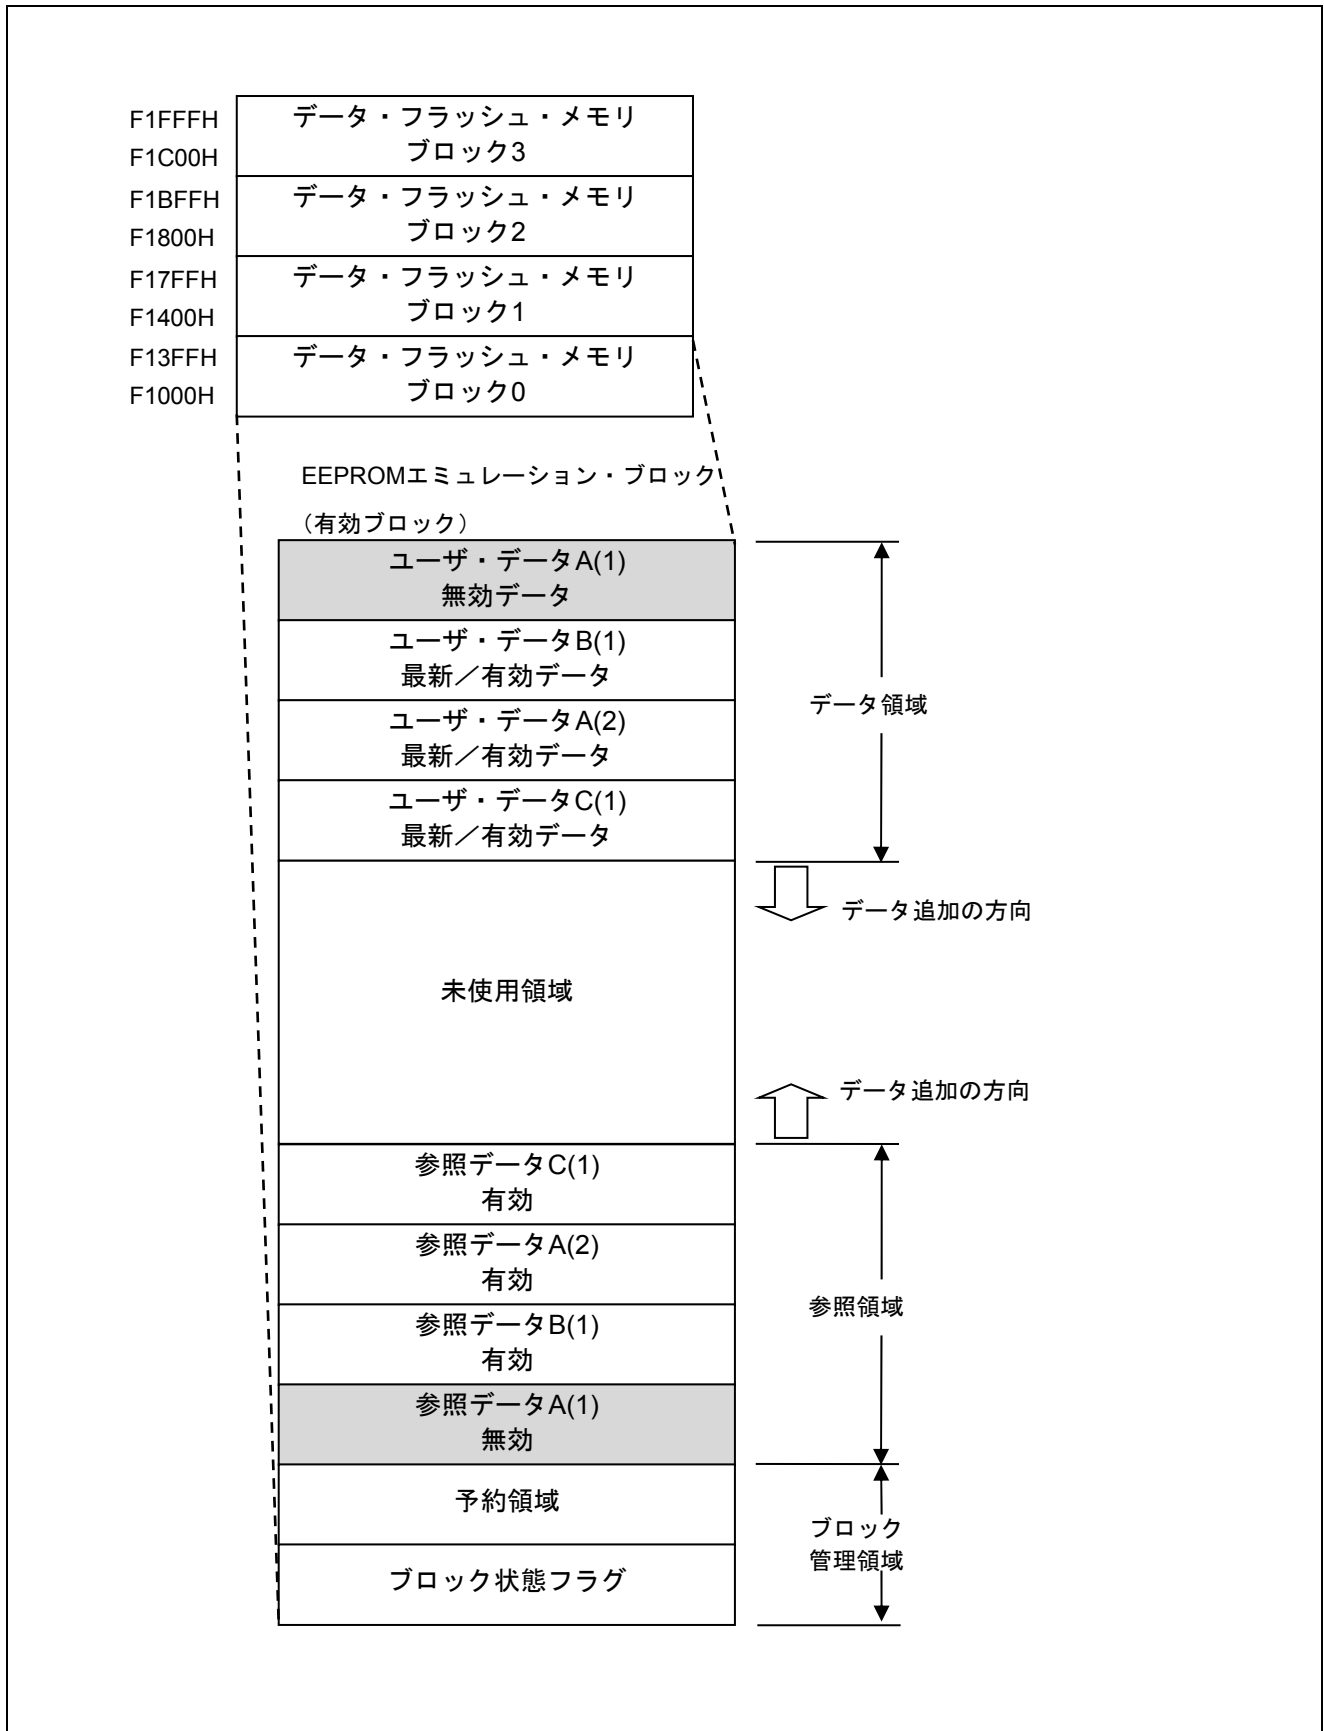 F1FFFH
データ・フラッシュ・メモリ
F1C00H
ブロック3
F1BFFH
データ・フラッシュ・メモリ
F1800H
ブロック2
F17FFH
データ・フラッシュ・メモリ
F1400H
ブロック1
F13FFH
データ・フラッシュ・メモリ
F1000H
ブロック0
EEPROMエミュレーション・ブロック
（有効ブロック）
ユーザ・データA(1)
無効データ
ユーザ・データB(1)
最新／有効データ
ユーザ・データA(2)
最新／有効データ
ユーザ・データC(1)
最新／有効データ
データ領域
データ追加の方向
未使用領域
データ追加の方向
参照データC(1)
有効
参照データA(2)
有効
参照データB(1)
有効
参照データA(1)
無効
参照領域
予約領域
ブロック状態フラグ
ブロック
管理領域